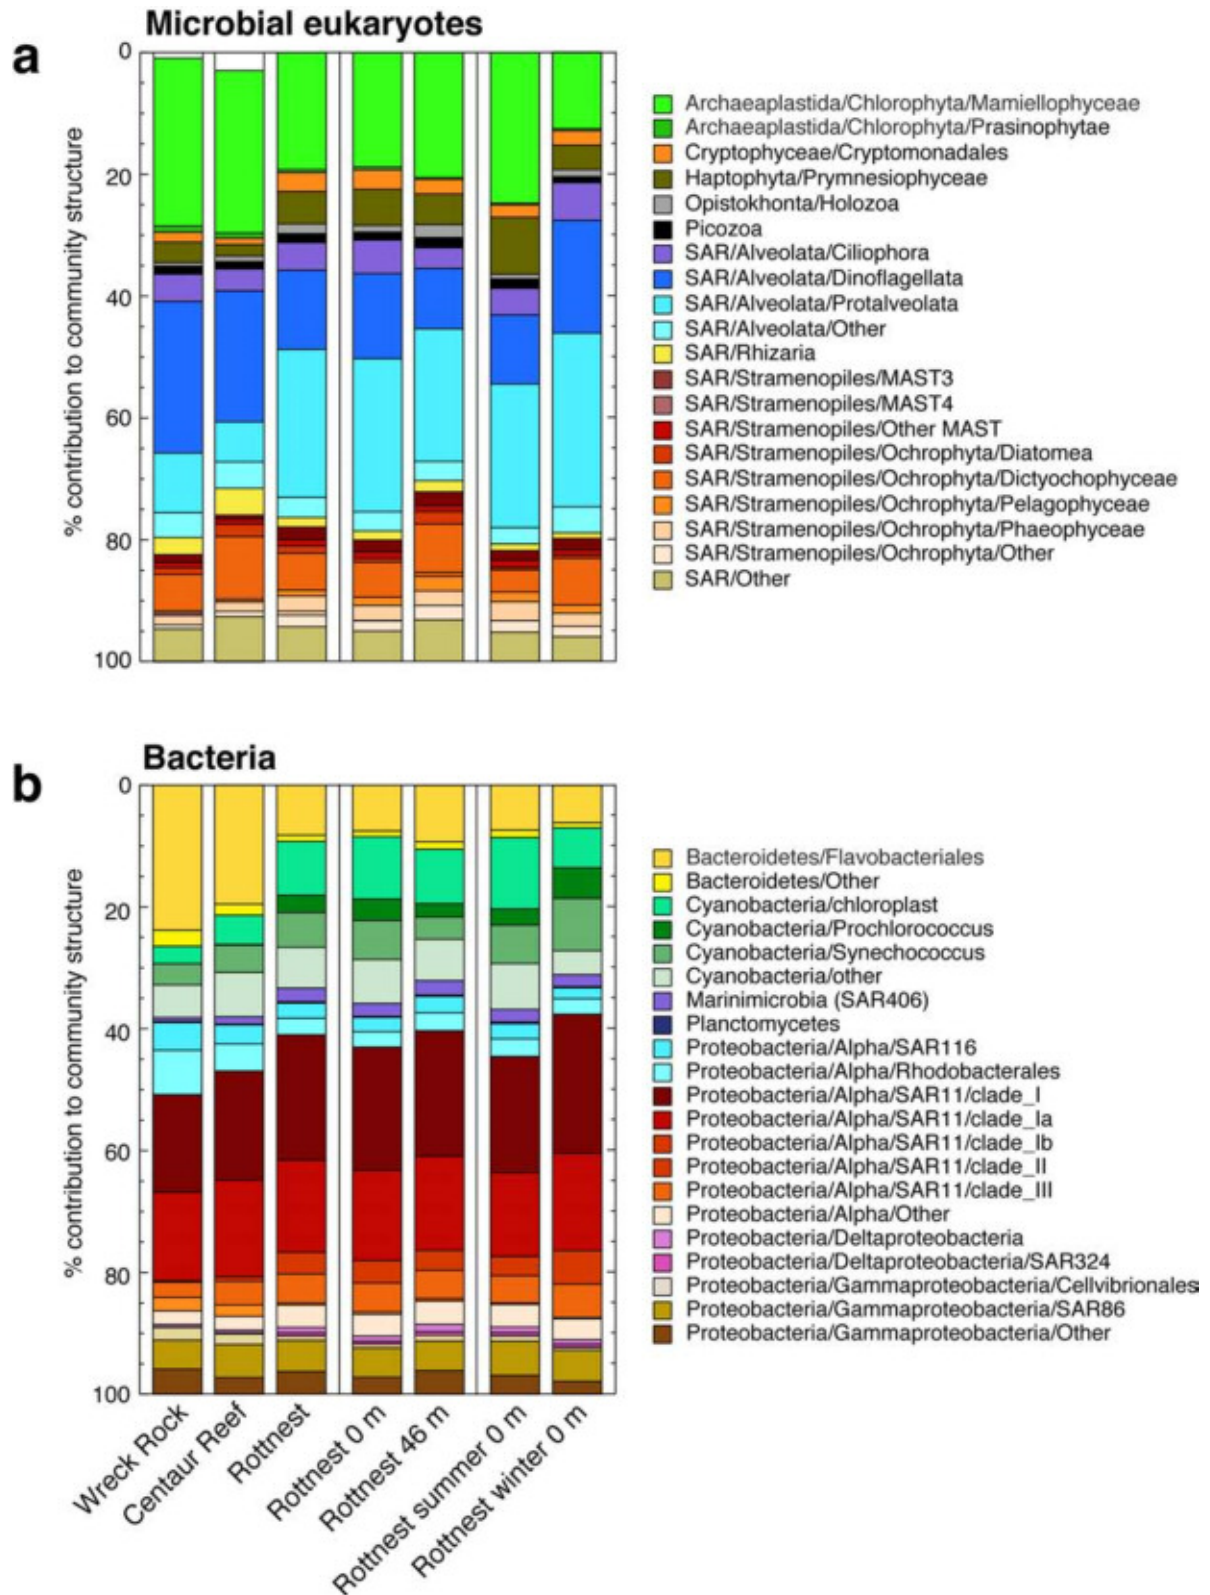 Microbial eukaryotes
a
0
20
40
60
80
100
% contribution to community structure
Archaeaplastida/Chlorophyta/Mamiellophyceae
Archaeaplastida/Chlorophyta/Prasinophytae
Cryptophyceae/Cryptomonadales
Haptophyta/Prymnesiophyceae
Opistokhonta/Holozoa
Picozoa
SAR/Alveolata/Ciliophora
SAR/Alveolata/Dinoflagellata
SAR/Alveolata/Protalveolata
SAR/Alveolata/Other
SAR/Rhizaria
SAR/Stramenopiles/MAST3
SAR/Stramenopiles/MAST4
SAR/Stramenopiles/Other MAST
SAR/Stramenopiles/Ochrophyta/Diatomea
SAR/Stramenopiles/Ochrophyta/Dictyochophyceae
SAR/Stramenopiles/Ochrophyta/Pelagophyceae
SAR/Stramenopiles/Ochrophyta/Phaeophyceae
SAR/Stramenopiles/Ochrophyta/Other
SAR/Other
Bacteria
b
0
20
40
60
80
100
% contribution to community structure
Bacteroidetes/Flavobacteriales
Bacteroidetes/Other
Cyanobacteria/chloroplast
Cyanobacteria/Prochlorococcus
Cyanobacteria/Synechococcus
Cyanobacteria/other
Marinimicrobia (SAR406)
Planctomycetes
Proteobacteria/Alpha/SAR116
Proteobacteria/Alpha/Rhodobacterales
Proteobacteria/Alpha/SAR11/clade_I
Proteobacteria/Alpha/SAR11/clade_Ia
Proteobacteria/Alpha/SAR11/clade_Ib
Proteobacteria/Alpha/SAR11/clade_II
Proteobacteria/Alpha/SAR11/clade_III
Proteobacteria/Alpha/Other
Proteobacteria/Deltaproteobacteria
Proteobacteria/Deltaproteobacteria/SAR324
Proteobacteria/Gammaproteobacteria/Cellvibrionales
Proteobacteria/Gammaproteobacteria/SAR86
Proteobacteria/Gammaproteobacteria/Other
Wreck Rock
Centaur Reef
Rottnest
Rottnest 0 m
Rottnest 46 m
Rottnest summer 0 m
Rottnest winter 0 m